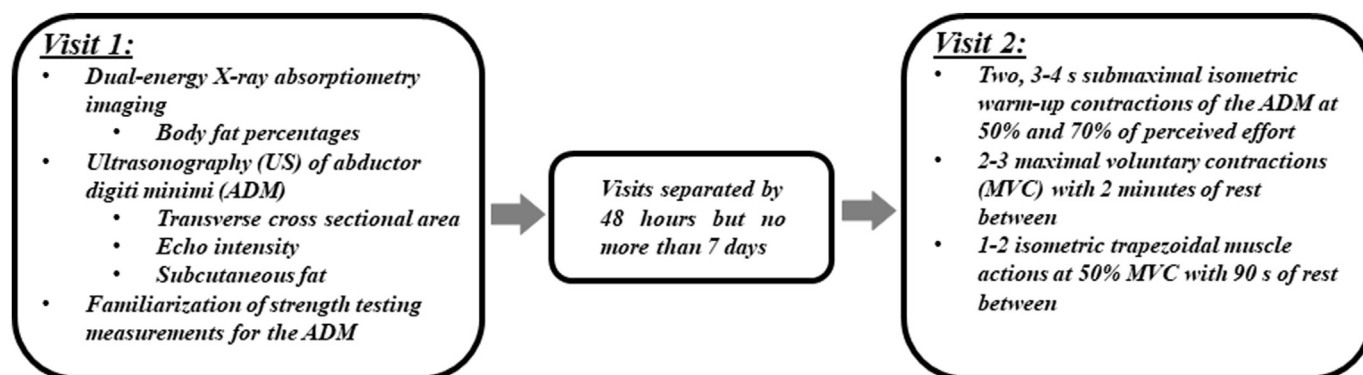 Visit 1:
• Dual-energy X-ray absorptiometry
imaging
• Body fat percentages
• Ultrasonography (US) of abductor
digiti minimi (ADM)
• Transverse cross sectional area
• Echo intensity
• Subcutaneous fat
• Familiarization of strength testing
measurements for the ADM
Visits separated by
48 hours but no
more than 7 days
Visit 2:
• Two, 3-4 s submaximal isometric
warm-up contractions of the ADM at
50% and 70% of perceived effort
• 2-3 maximal voluntary contractions
(MVC) with 2 minutes of rest
between
• 1-2 isometric trapezoidal muscle
actions at 50% MVC with 90 s of rest
between